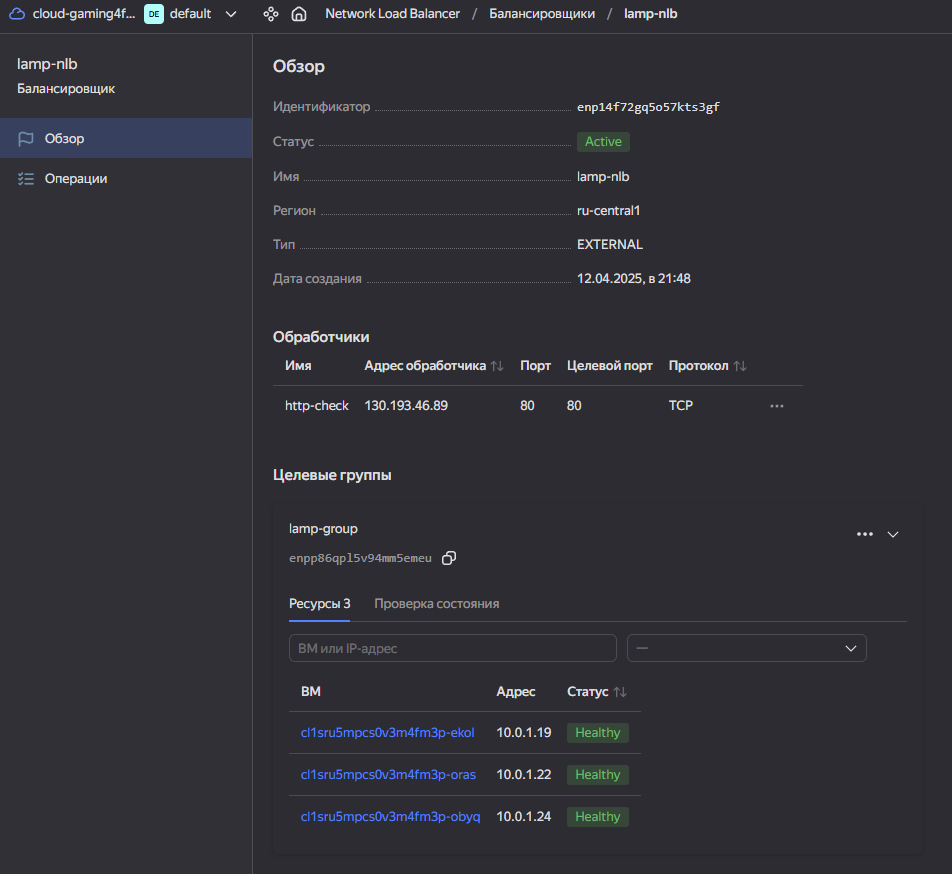 cloud-gaming4f... DE default Network Load Balancer / Балансировщики / lamp-nlb
lamp-nlb
Балансировщик
Обзор
Операции
Обзор
Идентификатор enp14f72gq5o57kts3gf
Статус Active
Имя lamp-nlb
Регион ru-central1
Тип EXTERNAL
Дата создания 12.04.2025, в 21:48
Обработчики
Имя Адрес обработчика Порт Целевой порт Протокол
http-check 130.193.46.89 80 80 TCP
Целевые группы
lamp-group
enpp86qpl5v94mm5emeu
Ресурсы 3 Проверка состояния
ВМ или IP-адрес —
ВМ Адрес Статус
cl1sru5mpcs0v3m4fm3p-ekol 10.0.1.19 Healthy
cl1sru5mpcs0v3m4fm3p-oras 10.0.1.22 Healthy
cl1sru5mpcs0v3m4fm3p-obyq 10.0.1.24 Healthy